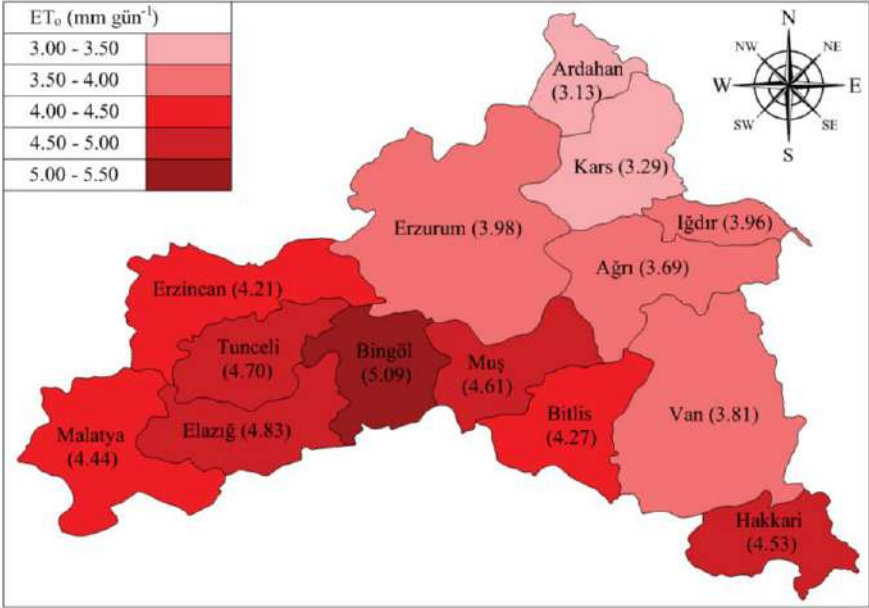 ET₀ (mm gün⁻¹)
3.00 - 3.50
3.50 - 4.00
4.00 - 4.50
4.50 - 5.00
5.00 - 5.50
N
NW
NE
W
E
SW
SE
S
Ardahan
(3.13)
Kars (3.29)
Iğdır (3.96)
Erzurum (3.98)
Ağrı (3.69)
Erzincan (4.21)
Tunceli
(4.70)
Bingöl
(5.09)
Muş
(4.61)
Bitlis
(4.27)
Van (3.81)
Malatya
(4.44)
Elazığ (4.83)
Hakkari
(4.53)